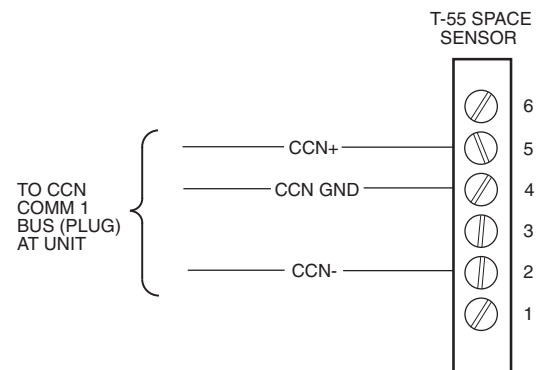 T-55 SPACE
SENSOR
6
CCN+
5
CCN GND
4
TO CCN
COMM 1
BUS (PLUG)
AT UNIT
3
CCN-
2
1